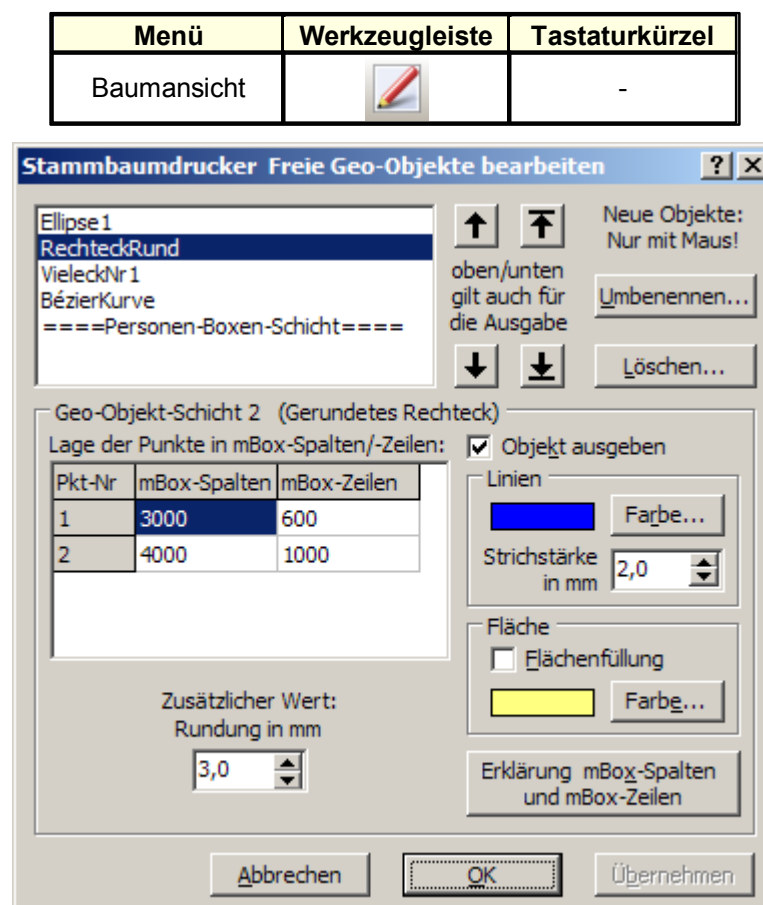 Menü Werkzeugleiste Tastaturkürzel
Baumansicht -
Stammbaumdrucker Freie Geo-Objekte bearbeiten
Ellipse1
RechteckRund
VieleckNr1
BézierKurve
====Personen-Boxen-Schicht====
oben/unten
gilt auch für
die Ausgabe
Neue Objekte:
Nur mit Maus!
Umbenennen...
Löschen...
Geo-Objekt-Schicht 2 (Gerundetes Rechteck)
Lage der Punkte in mBox-Spalten/-Zeilen:
Pkt-Nr mBox-Spalten mBox-Zeilen
1 3000 600
2 4000 1000
Zusätzlicher Wert:
Rundung in mm
3,0
Objekt ausgeben
Linien
Farbe...
Strichstärke
in mm
2,0
Fläche
Flächenfüllung
Farbe...
Erklärung mBox-Spalten
und mBox-Zeilen
Abbrechen OK Übernehmen